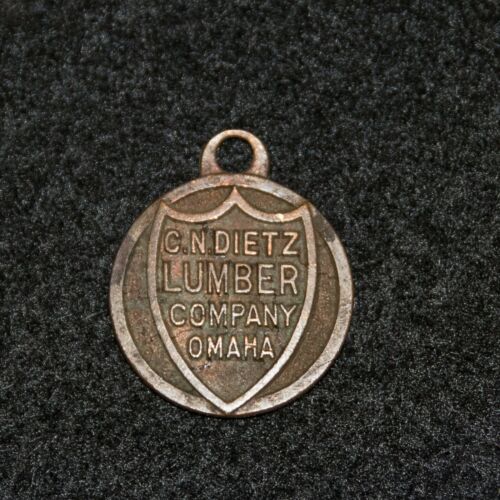 C.N.DIETZ
LUMBER
COMPANY
OMAHA